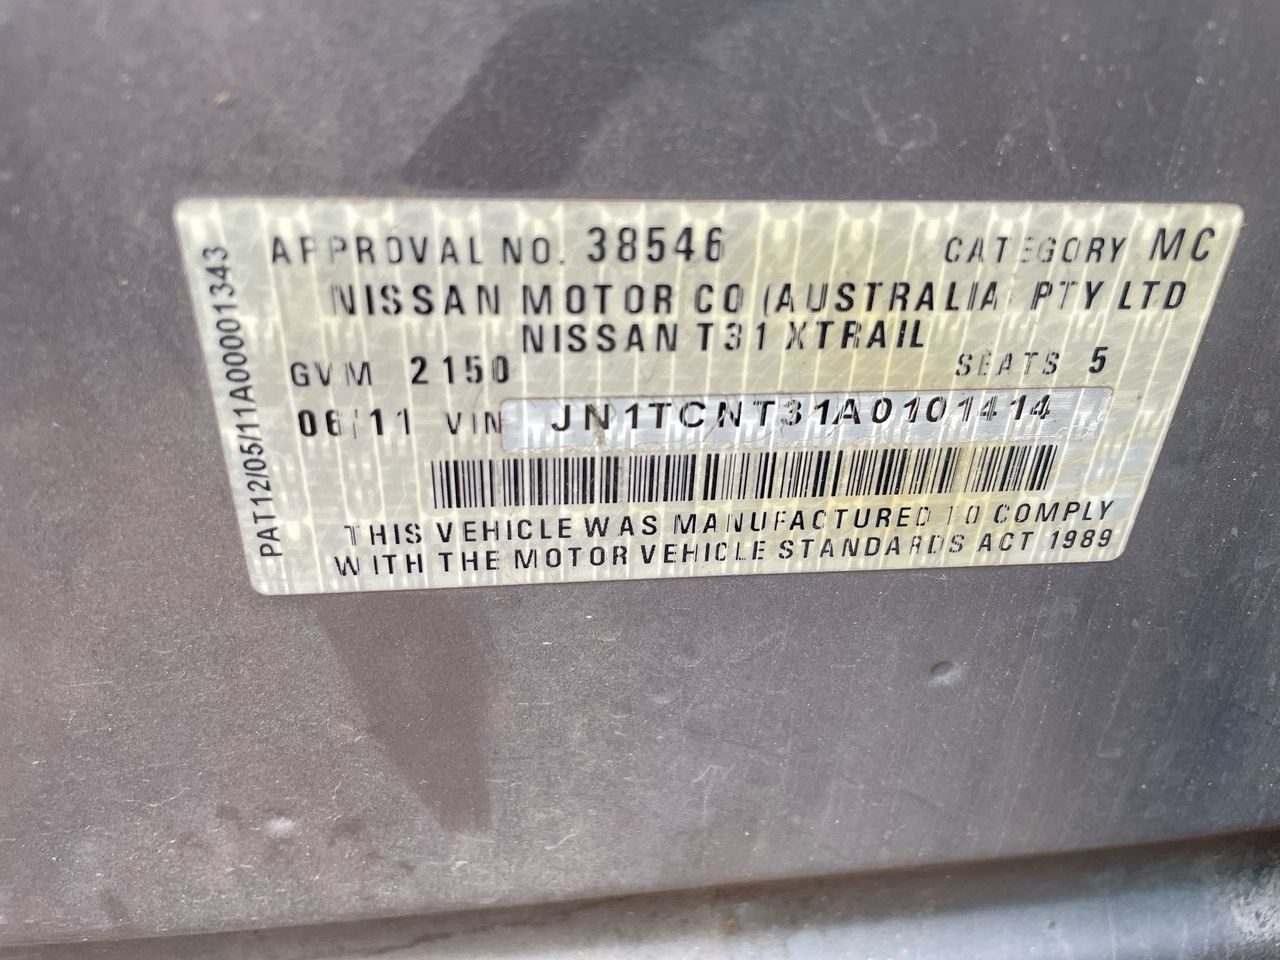 APPROVAL NO. 38546 CATEGORY MC
NISSAN MOTOR CO (AUSTRALIA) PTY LTD
NISSAN T31 XTRAIL
GVM 2150 SEATS 5
06/11 VIN JN1TCNT31A0101414
THIS VEHICLE WAS MANUFACTURED TO COMPLY
WITH THE MOTOR VEHICLE STANDARDS ACT 1989
PAT12/05/11A00001343